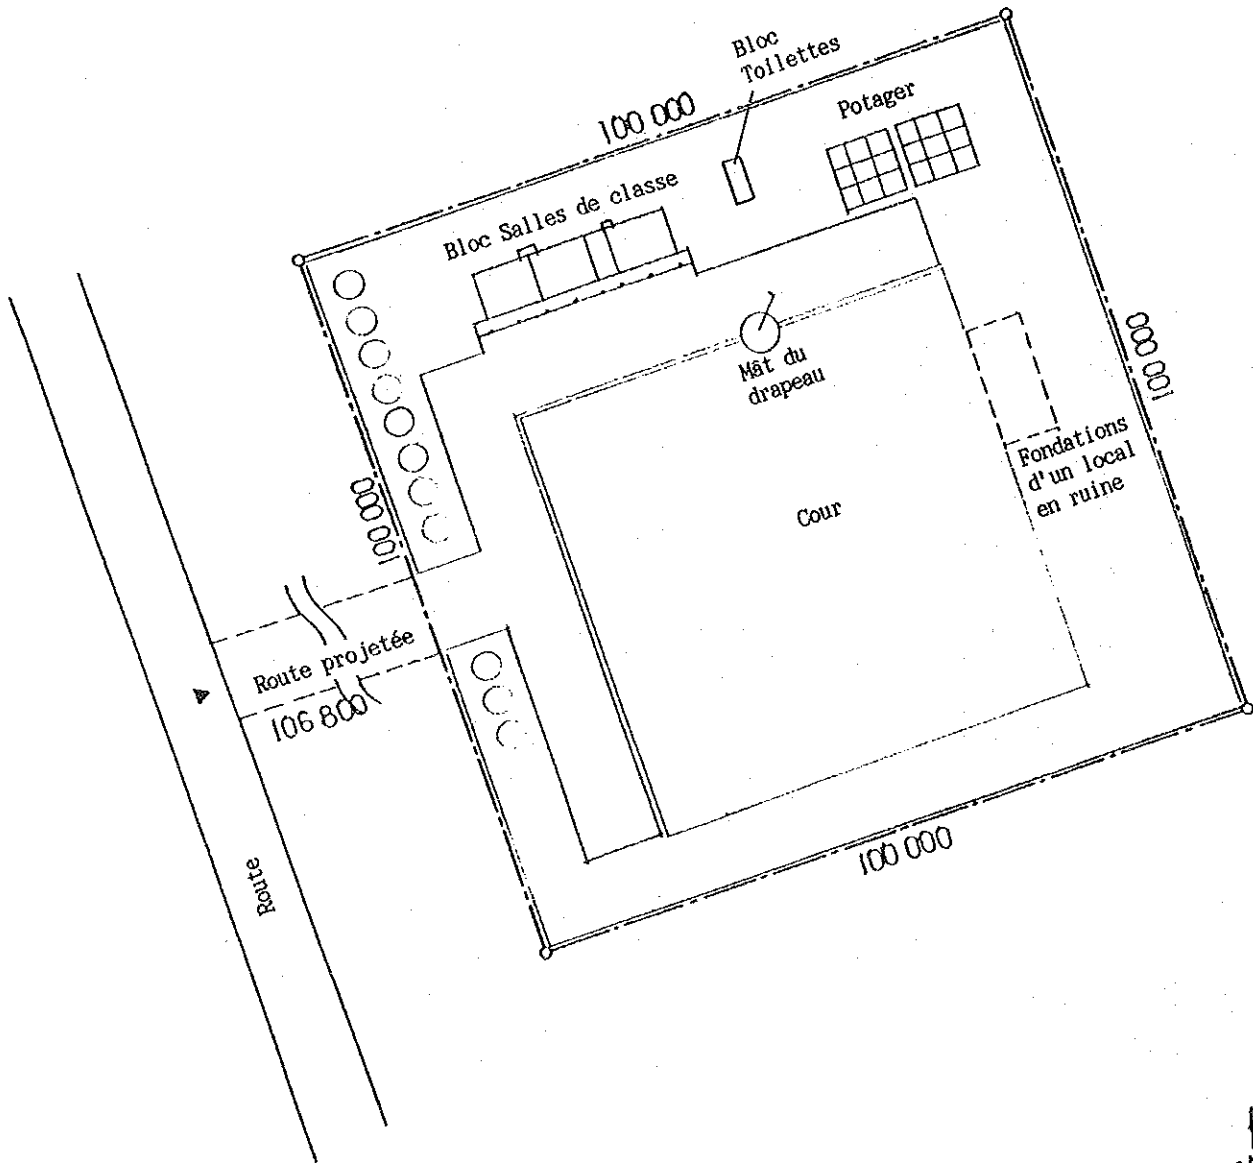 Bloc
Toilettes
Potager
100 000
Bloc Salles de classe
Mât du
drapeau
100 000
Fondations
d'un local
en ruine
Cour
100 000
Route projetée
106 800
100 000
Route